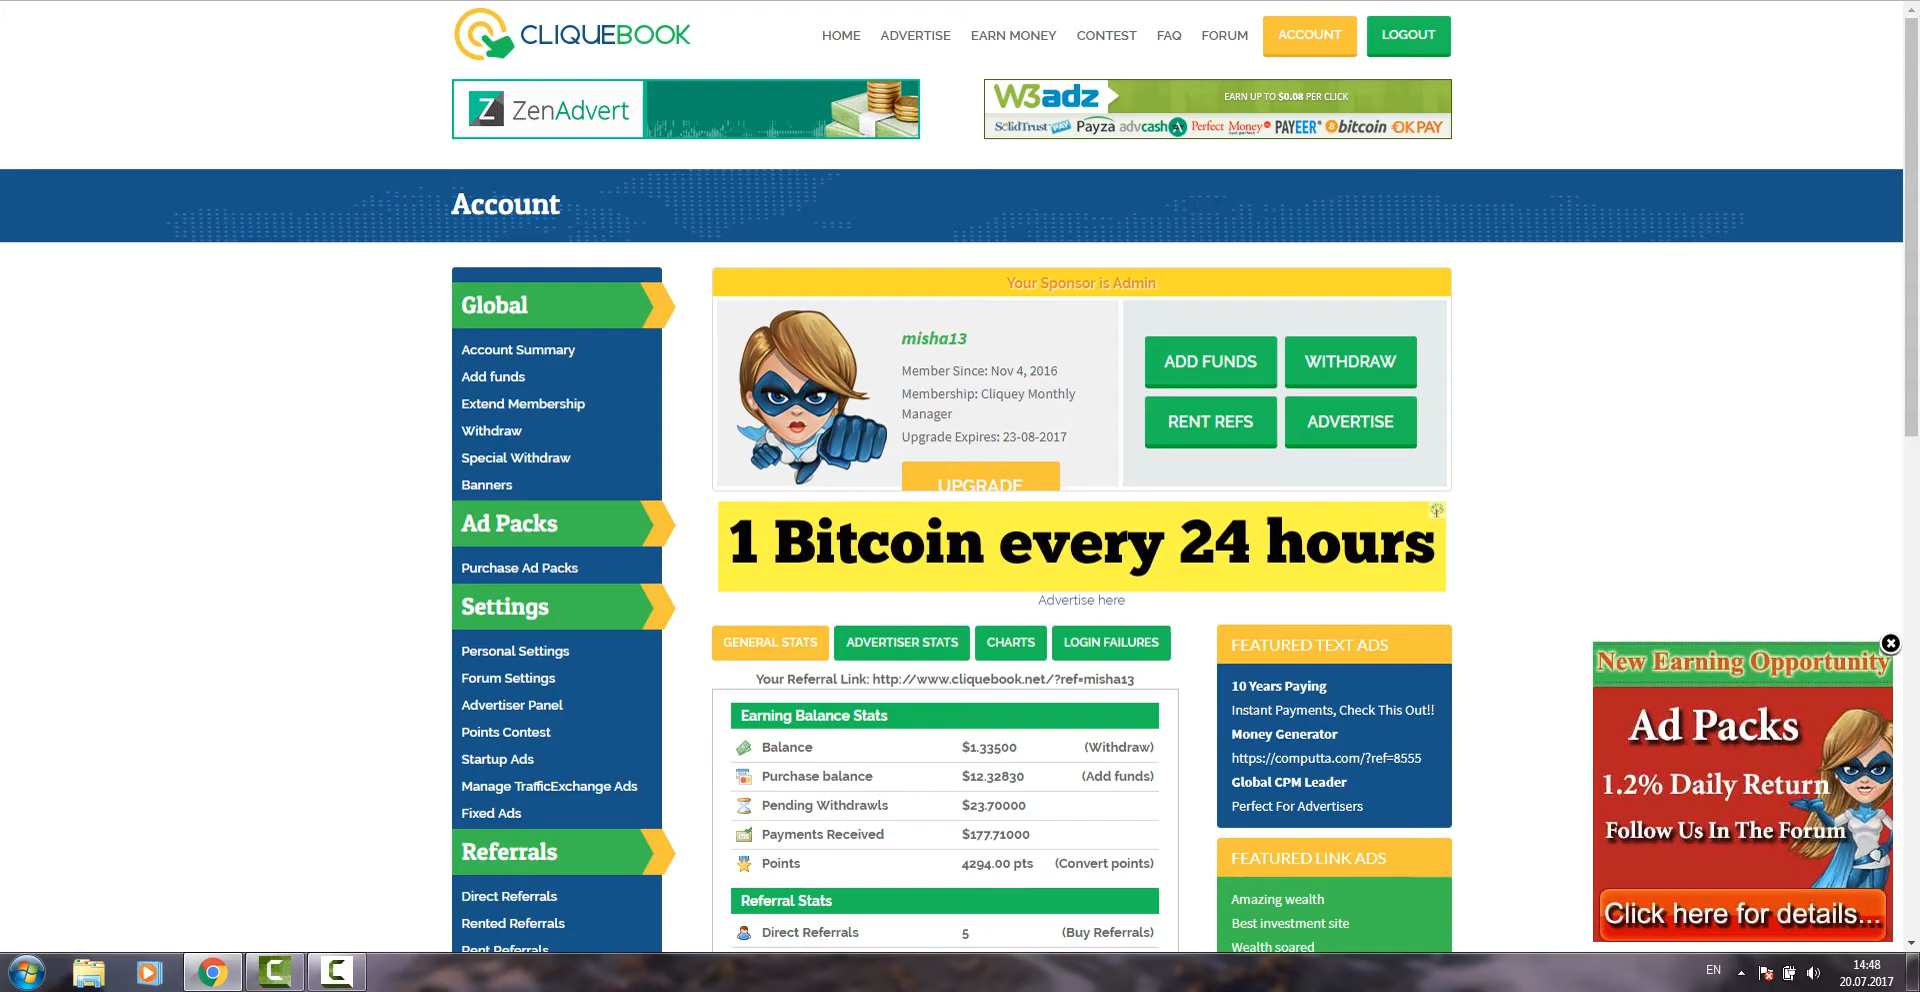 CLIQUEBOOK
HOME ADVERTISE EARN MONEY CONTEST FAQ FORUM ACCOUNT LOGOUT
Z ZenAdvert
W3adz EARN UP TO $0.08 PER CLICK
SolidTrust PAY Payza advcash Perfect Money PAYEER bitcoin OKPAY
Account
Global
Account Summary
Add funds
Extend Membership
Withdraw
Special Withdraw
Banners
Ad Packs
Purchase Ad Packs
Settings
Personal Settings
Forum Settings
Advertiser Panel
Points Contest
Startup Ads
Manage TrafficExchange Ads
Fixed Ads
Referrals
Direct Referrals
Rented Referrals
Rent Referrals
Your Sponsor is Admin
misha13
Member Since: Nov 4, 2016
Membership: Cliquey Monthly
Manager
Upgrade Expires: 23-08-2017
UPGRADE
ADD FUNDS WITHDRAW
RENT REFS ADVERTISE
1 Bitcoin every 24 hours
Advertise here
GENERAL STATS ADVERTISER STATS CHARTS LOGIN FAILURES
Your Referral Link: http://www.cliquebook.net/?ref=misha13
Earning Balance Stats
Balance $1.33500 (Withdraw)
Purchase balance $12.32830 (Add funds)
Pending Withdrawls $23.70000
Payments Received $177.71000
Points 4294.00 pts (Convert points)
Referral Stats
Direct Referrals 5 (Buy Referrals)
FEATURED TEXT ADS
10 Years Paying
Instant Payments, Check This Out!!
Money Generator
https://computta.com/?ref=8555
Global CPM Leader
Perfect For Advertisers
FEATURED LINK ADS
Amazing wealth
Best investment site
Wealth soared
New Earning Opportunity
Ad Packs
1.2% Daily Return
Follow Us In The Forum
Click here for details...
EN
14:48
20.07.2017